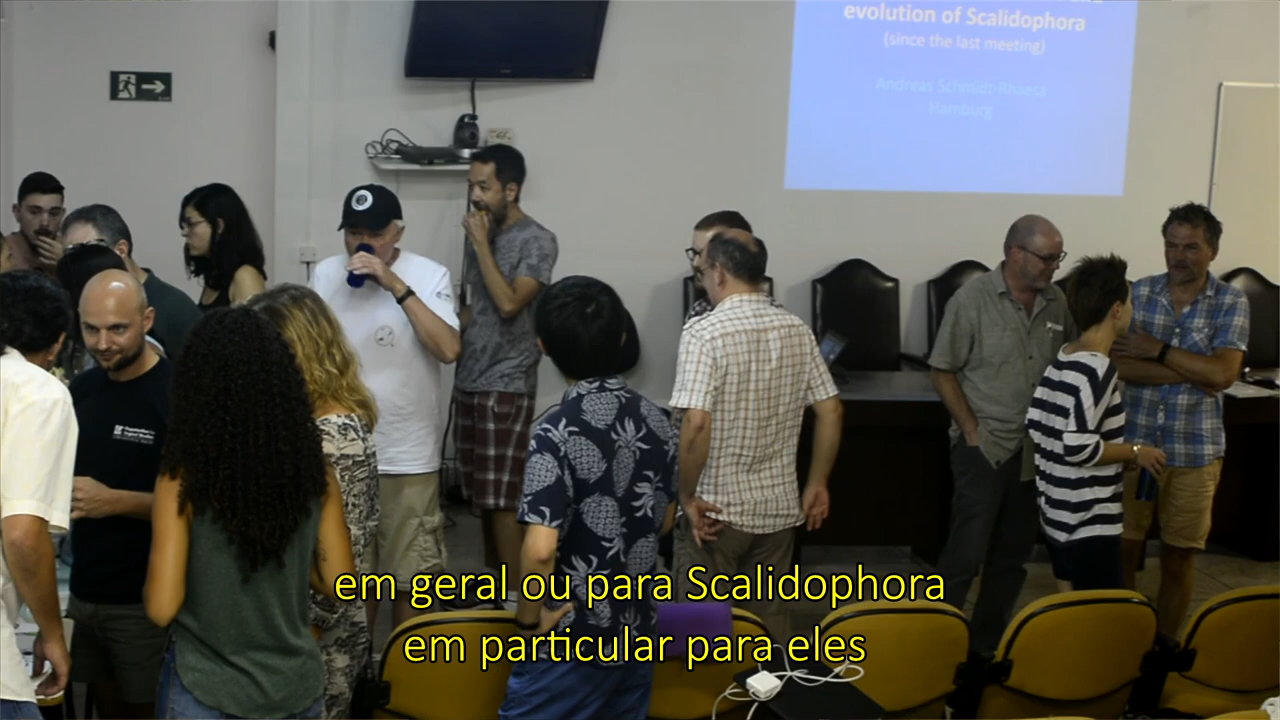 evolution of Scalidophora
(since the last meeting)
Andreas Schmidt-Rhaesa
Hamburg
em geral ou para Scalidophora
em particular para eles